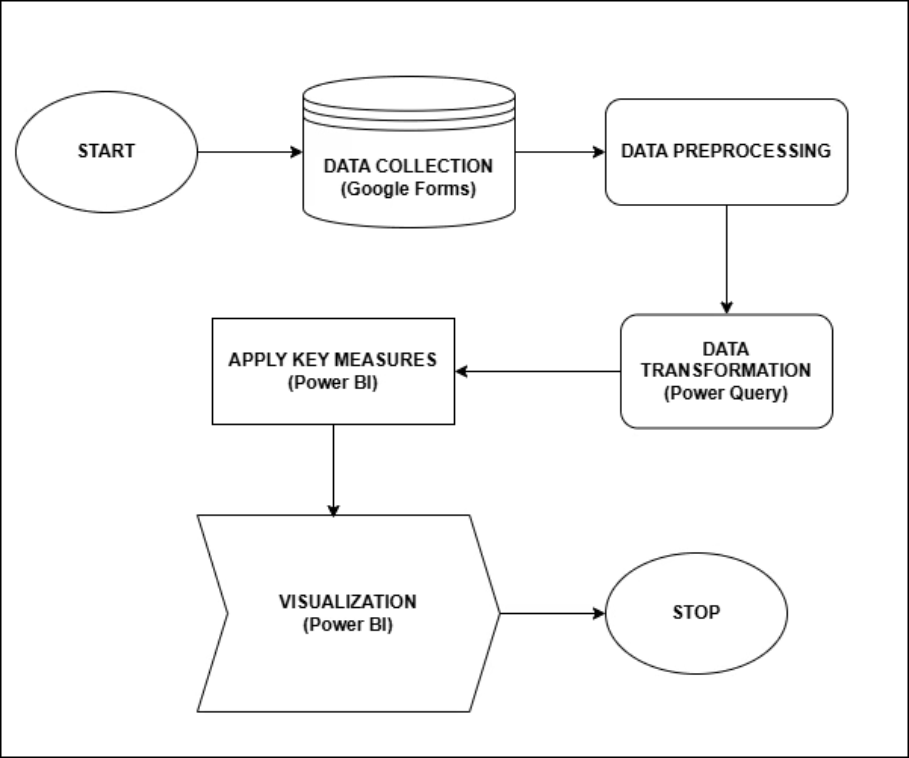 START
DATA COLLECTION
(Google Forms)
DATA PREPROCESSING
DATA
TRANSFORMATION
(Power Query)
APPLY KEY MEASURES
(Power BI)
VISUALIZATION
(Power BI)
STOP